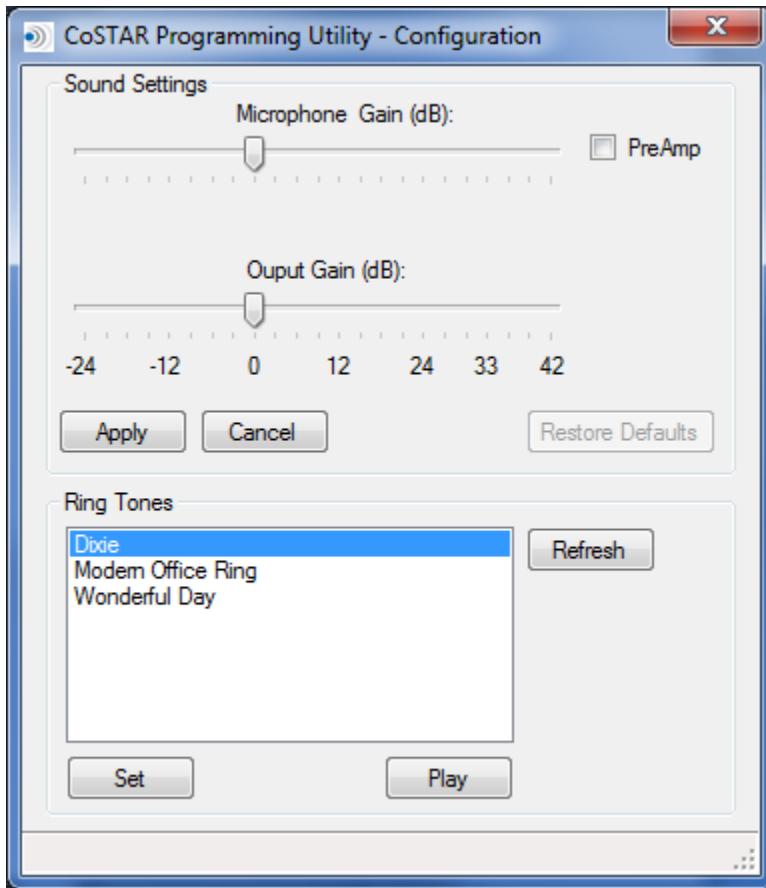 CoSTAR Programming Utility - Configuration
Sound Settings
Microphone Gain (dB):
PreAmp
Ouput Gain (dB):
-24 -12 0 12 24 33 42
Apply Cancel Restore Defaults
Ring Tones
Dixie
Refresh
Modern Office Ring
Wonderful Day
Set Play